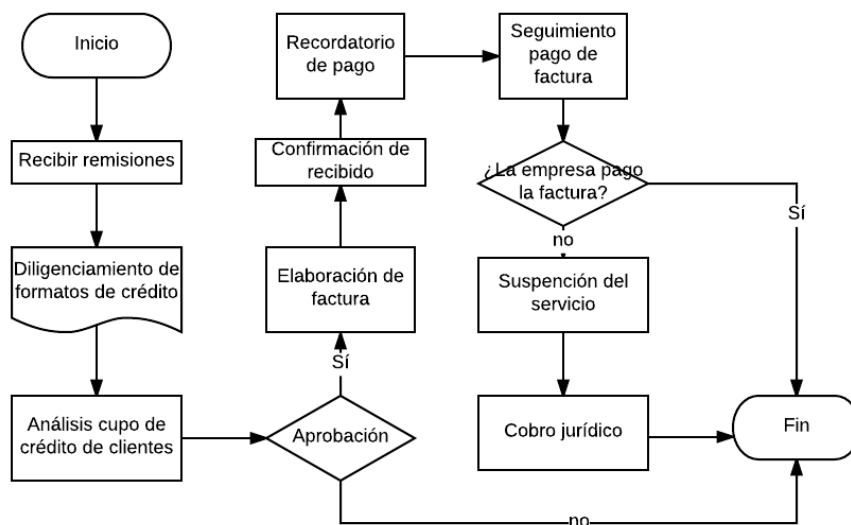 Inicio
Recibir remisiones
Diligenciamiento de
formatos de crédito
Análisis cupo de
crédito de clientes
Aprobación
Sí
Elaboración de
factura
Confirmación de
recibido
Recordatorio
de pago
Seguimiento
pago de
factura
¿La empresa pago
la factura?
no
Suspención del
servicio
Cobro jurídico
Sí
Fin
no